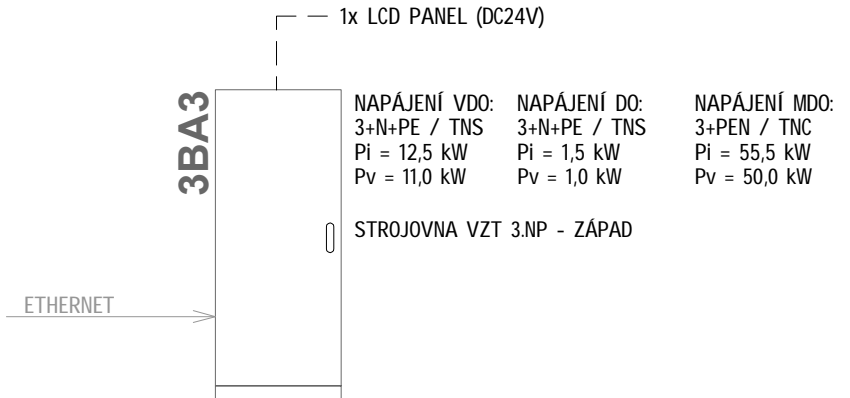 1x LCD PANEL (DC24V)
3BA3
NAPÁJENÍ VDO:
3+N+PE / TNS
Pi = 12,5 kW
Pv = 11,0 kW
NAPÁJENÍ DO:
3+N+PE / TNS
Pi = 1,5 kW
Pv = 1,0 kW
NAPÁJENÍ MDO:
3+PEN / TNC
Pi = 55,5 kW
Pv = 50,0 kW
STROJOVNA VZT 3.NP - ZÁPAD
ETHERNET